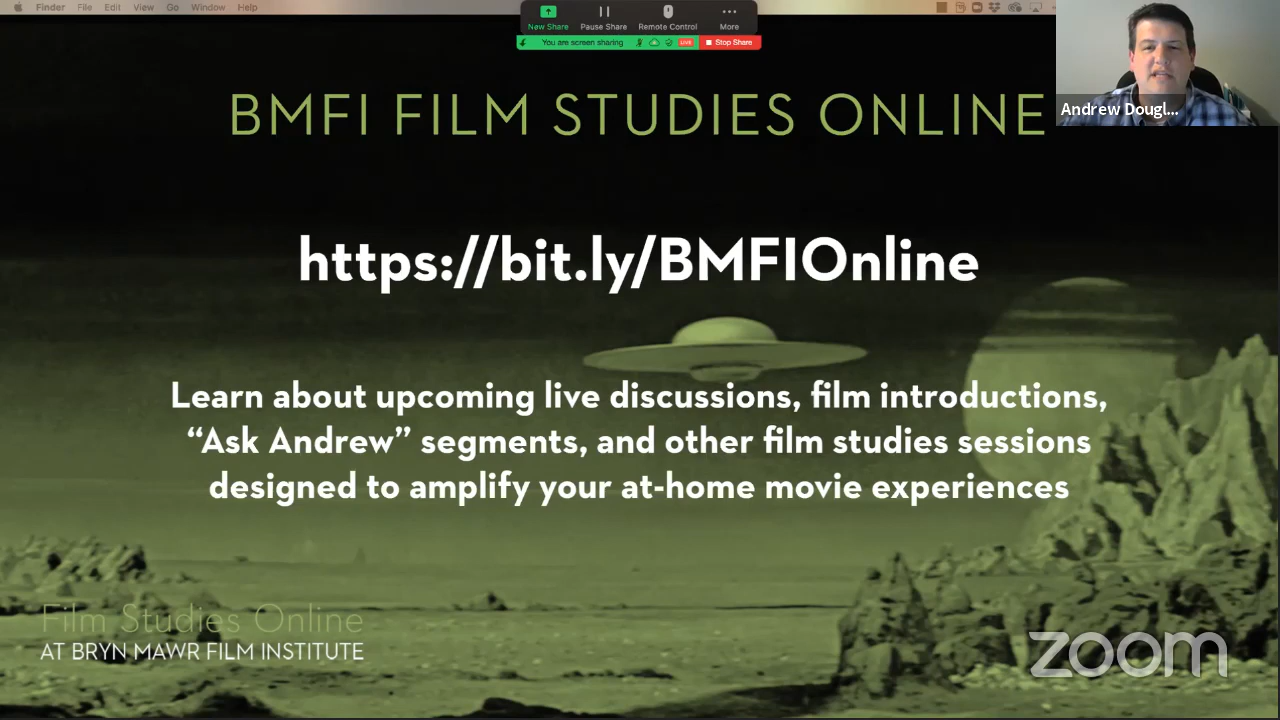 Finder File Edit View Go Window Help
New Share Pause Share Remote Control More
You are screen sharing LIVE Stop Share
Andrew Dougl...
BMFI FILM STUDIES ONLINE
https://bit.ly/BMFIOnline
Learn about upcoming live discussions, film introductions,
“Ask Andrew” segments, and other film studies sessions
designed to amplify your at-home movie experiences
Film Studies Online
AT BRYN MAWR FILM INSTITUTE
zoom